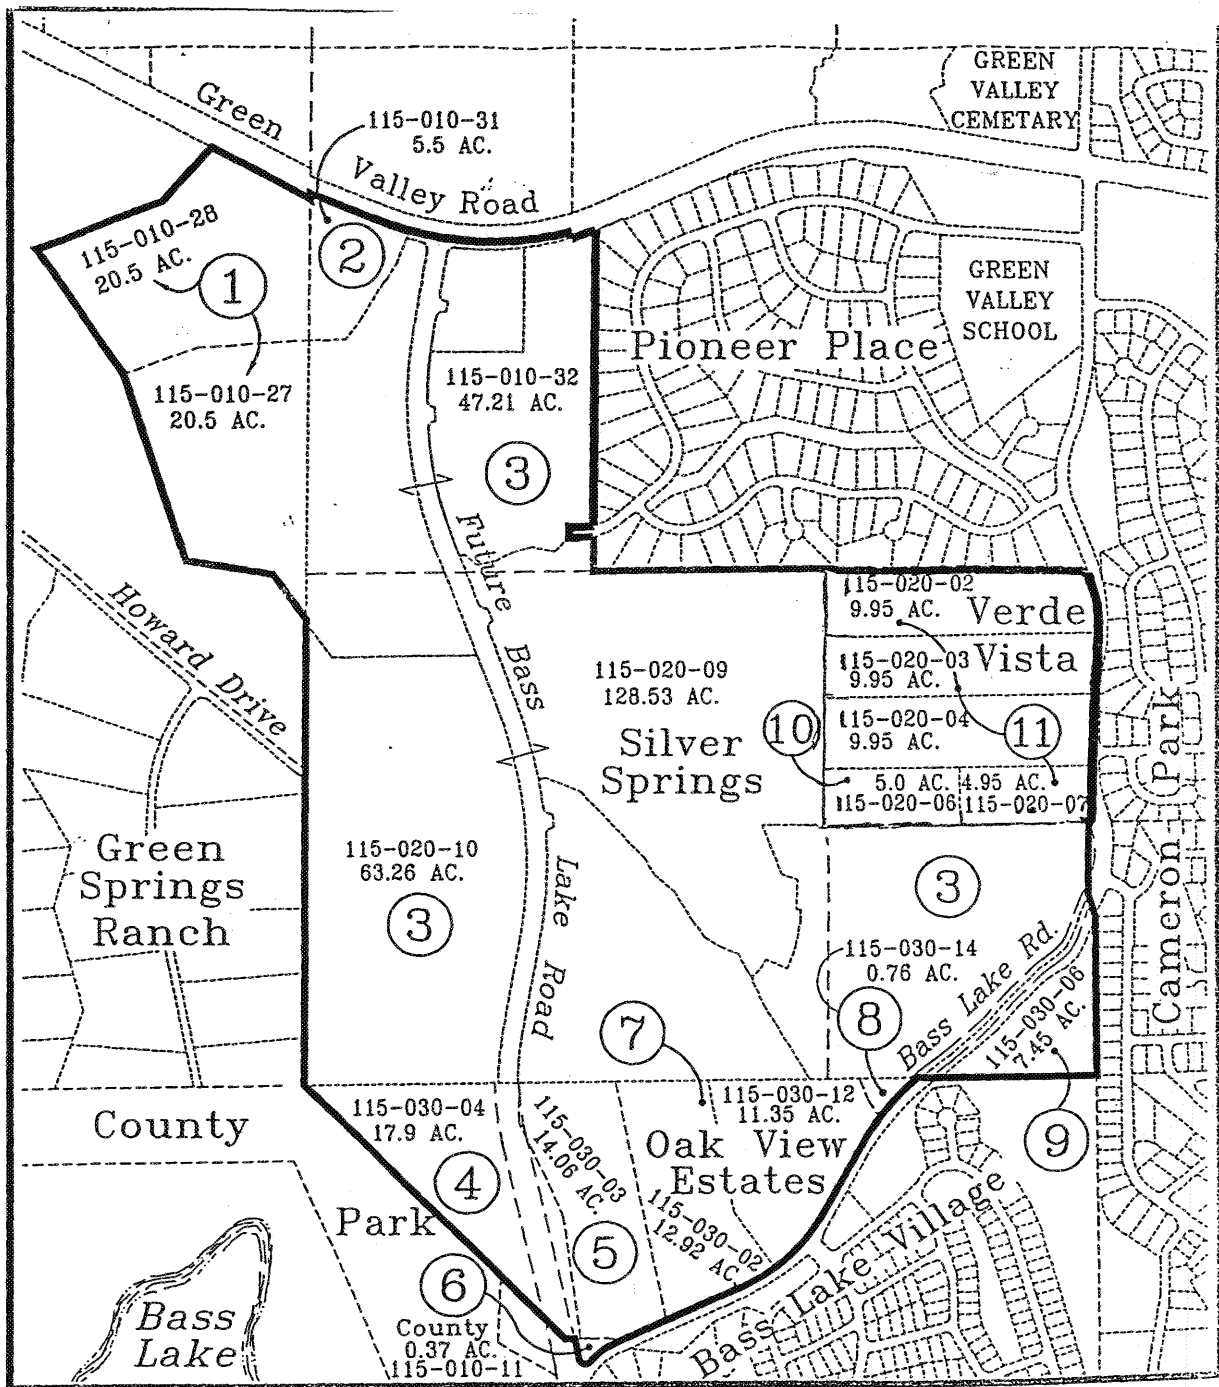 GREEN
VALLEY
CEMETARY
Green
Valley Road
115-010-31
5.5 AC.
2
115-010-28
20.5 AC.
1
115-010-27
20.5 AC.
GREEN
VALLEY
SCHOOL
Pioneer Place
115-010-32
47.21 AC.
3
Future Bass
Lake Road
Howard Drive
115-020-02
9.95 AC.
Verde
Vista
115-020-03
9.95 AC.
115-020-04
9.95 AC.
10
11
5.0 AC.
115-020-06
4.95 AC.
115-020-07
115-020-09
128.53 AC.
Silver
Springs
Cameron Park
Green
Springs
Ranch
115-020-10
63.26 AC.
3
3
115-030-14
0.76 AC.
8
Bass Lake Rd.
115-030-06
7.45 AC.
9
7
County
Park
115-030-04
17.9 AC.
4
115-030-03
14.06 AC.
5
115-030-12
11.35 AC.
Oak View
Estates
115-030-02
12.92 AC.
6
County
0.37 AC.
115-010-11
Bass Lake Village
Bass
Lake